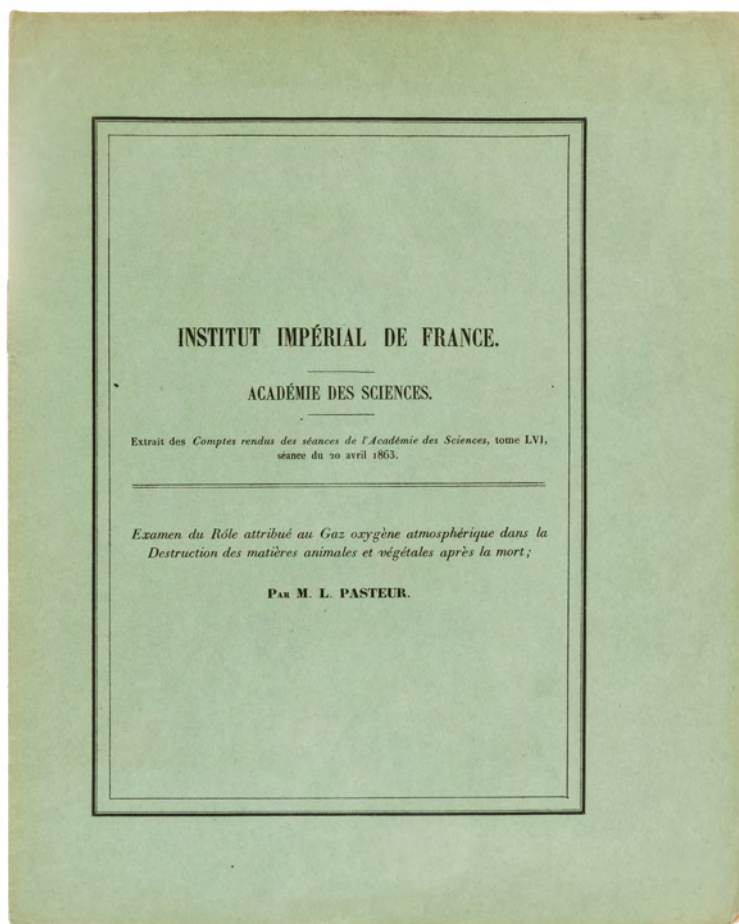 INSTITUT IMPÉRIAL DE FRANCE.
ACADÉMIE DES SCIENCES.
Extrait des Comptes rendus des séances de l'Académie des Sciences, tome LVI,
séance du 20 avril 1863.
Examen du Rôle attribué au Gaz oxygène atmosphérique dans la
Destruction des matières animales et végétales après la mort;
PAR M. L. PASTEUR.